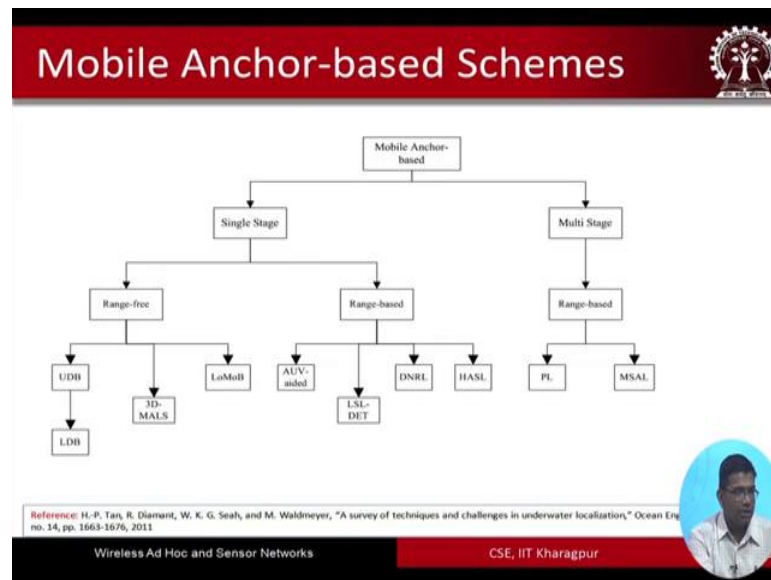 Mobile Anchor-based Schemes
Mobile Anchor-
based
Single Stage
Multi Stage
Range-free
Range-based
Range-based
UDB
LoMoB
AUV-
aided
DNRL
HASL
PL
MSAL
3D-
MALS
LSL-
DET
LDB
Reference: H.-P. Tan, R. Diamant, W. K. G. Seah, and M. Waldmeyer, "A survey of techniques and challenges in underwater localization," Ocean Eng
no. 14, pp. 1663-1676, 2011
Wireless Ad Hoc and Sensor Networks
CSE, IIT Kharagpur